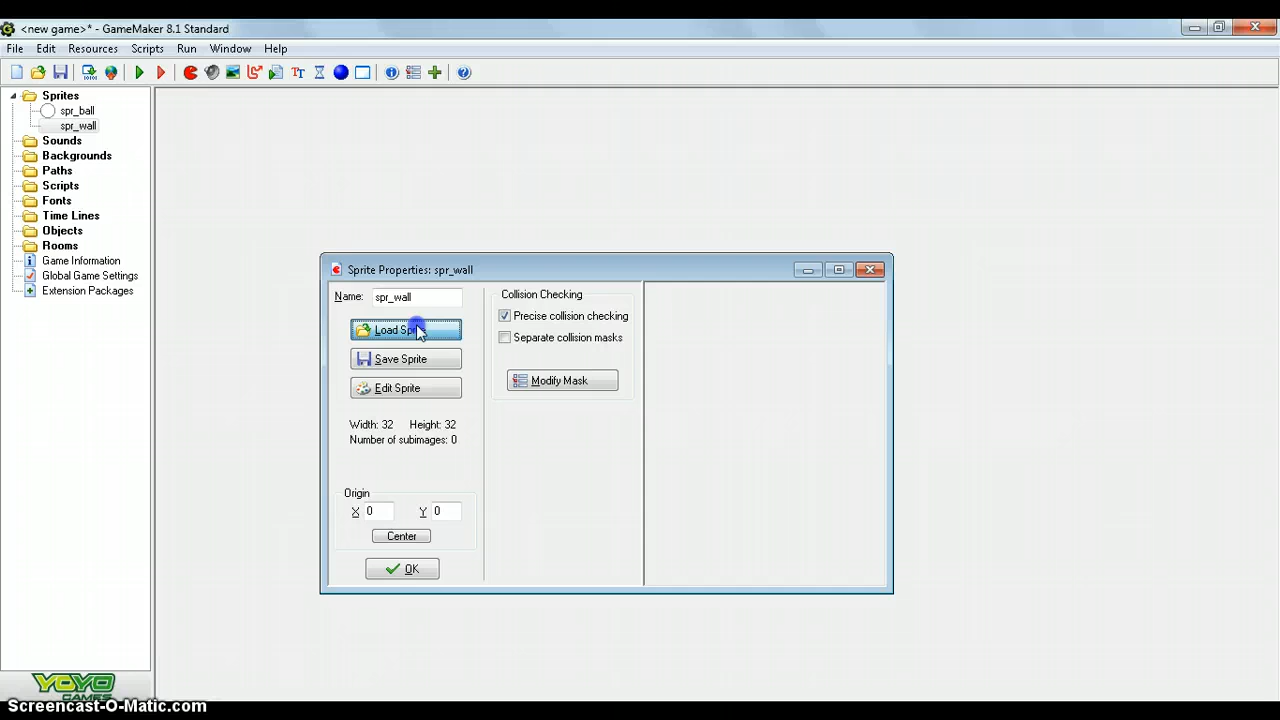 <new game>* - GameMaker 8.1 Standard
File Edit Resources Scripts Run Window Help
Sprites
spr_ball
spr_wall
Sounds
Backgrounds
Paths
Scripts
Fonts
Time Lines
Objects
Rooms
Game Information
Global Game Settings
Extension Packages
Sprite Properties: spr_wall
Name: spr_wall
Load
Save Sprite
Edit Sprite
Width: 32 Height: 32
Number of subimages: 0
Origin
X 0 Y 0
Center
OK
Collision Checking
Precise collision checking
Separate collision masks
Modify Mask
YOYO
GAMES
Screencast-O-Matic.com